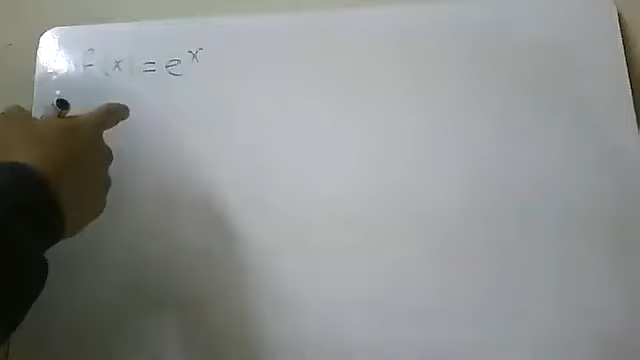 f(x) = e^x